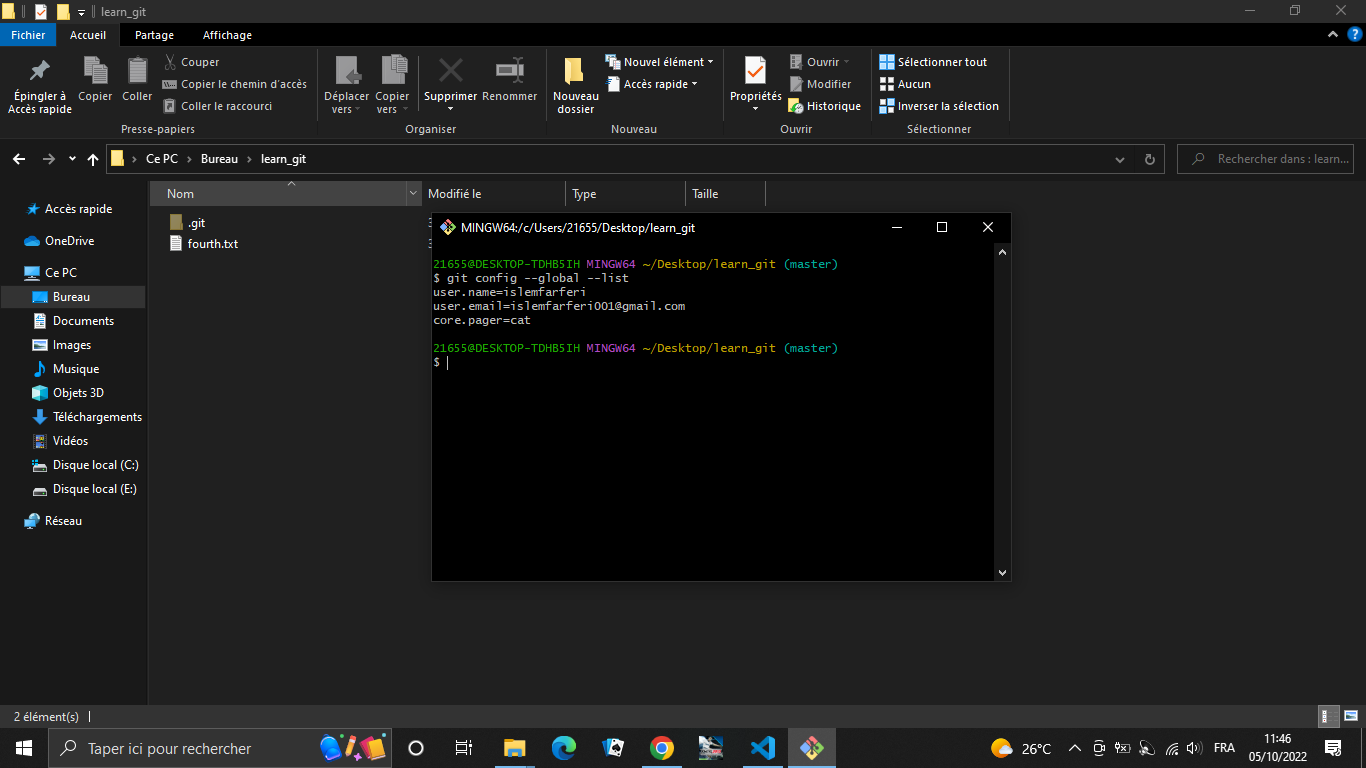 learn_git
Fichier Accueil Partage Affichage
Épingler à Accès rapide
Copier
Coller
Couper
Copier le chemin d'accès
Coller le raccourci
Presse-papiers
Déplacer vers
Copier vers
Supprimer
Renommer
Organiser
Nouveau dossier
Nouvel élément
Accès rapide
Nouveau
Propriétés
Ouvrir
Modifier
Historique
Ouvrir
Sélectionner tout
Aucun
Inverser la sélection
Sélectionner
Ce PC > Bureau > learn_git
Rechercher dans : learn...
Nom Modifié le Type Taille
Accès rapide
OneDrive
Ce PC
Bureau
Documents
Images
Musique
Objets 3D
Téléchargements
Vidéos
Disque local (C:)
Disque local (E:)
Réseau
.git
fourth.txt
MINGW64:/c/Users/21655/Desktop/learn_git
21655@DESKTOP-TDHB5IH MINGW64 ~/Desktop/learn_git (master)
$ git config --global --list
user.name=islemfarferi
user.email=islemfarferi001@gmail.com
core.pager=cat
21655@DESKTOP-TDHB5IH MINGW64 ~/Desktop/learn_git (master)
$
2 élément(s)
Taper ici pour rechercher
26°C
FRA
11:46
05/10/2022